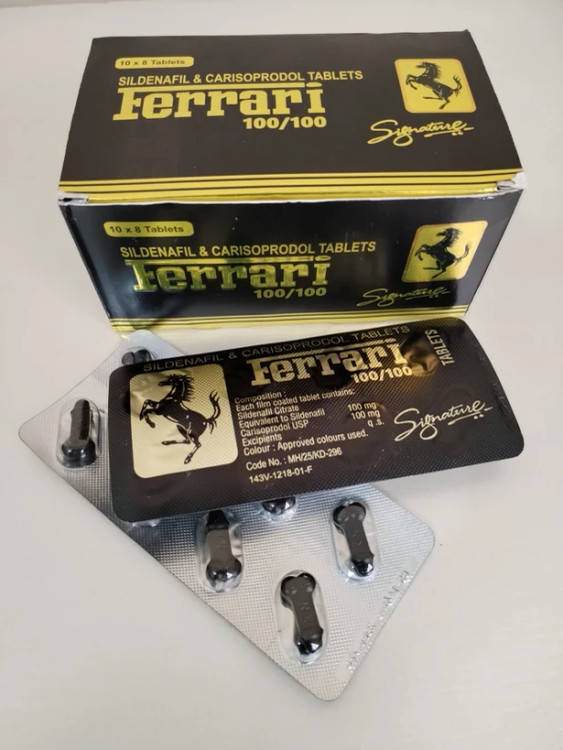 10 x 8 Tablets
SILDENAFIL & CARISOPRODOL TABLETS
Ferrari
100/100
Signature
10 x 8 Tablets
SILDENAFIL & CARISOPRODOL TABLETS
Ferrari
100/100
Signature
SILDENAFIL & CARISOPRODOL TABLETS
Ferrari
100/100
TABLETS
Composition :
Each film coated tablet contains:
Sildenafil Citrate
Equivalent to Sildenafil 100 mg
Carisoprodol USP 100 mg
Excipients q.s.
Colour : Approved colours used.
Code No. : MH/25/KD-296
143V-1218-01-F
Signature